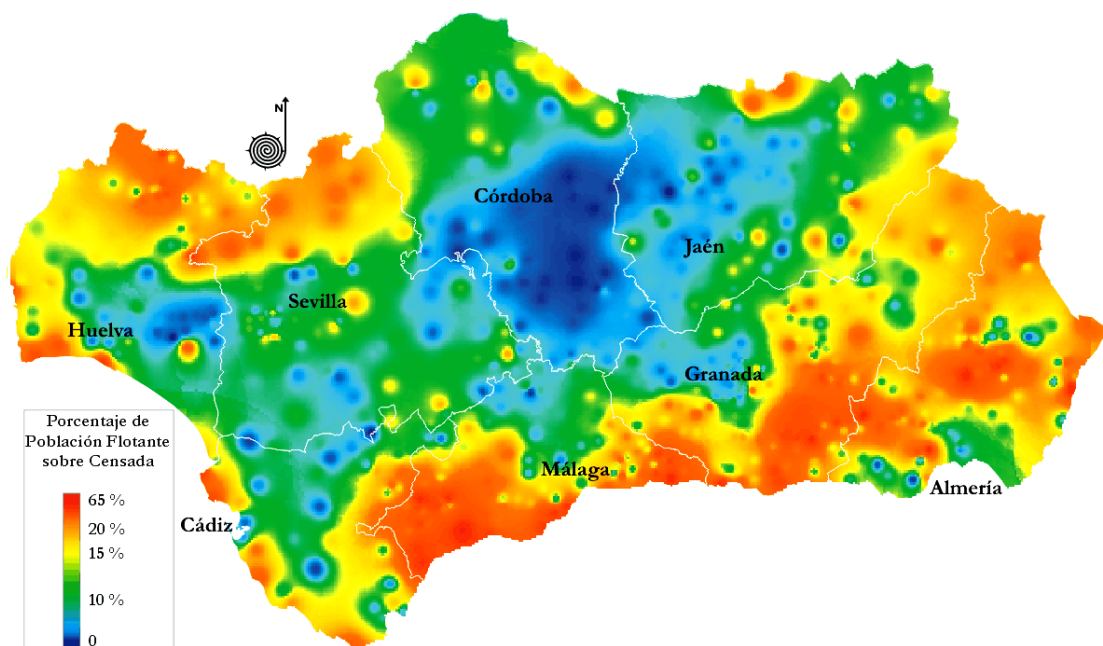 N
Córdoba
Jaén
Sevilla
Huelva
Granada
Málaga
Almería
Cádiz
Porcentaje de
Población Flotante
sobre Censada
65 %
20 %
15 %
10 %
0